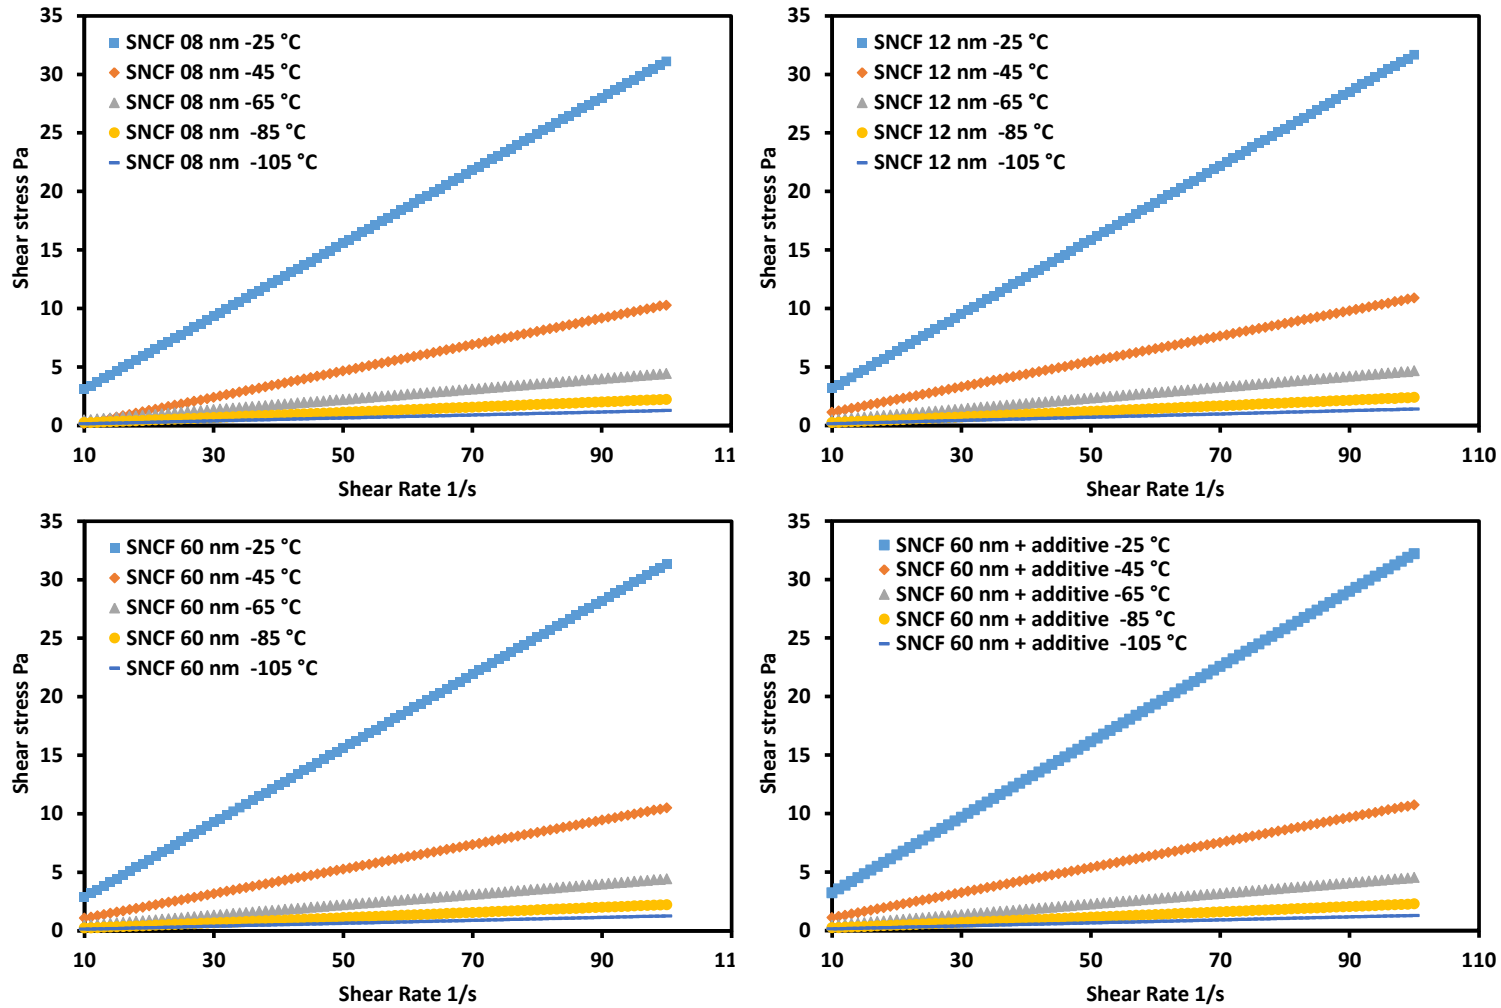 35
30
25
20
15
10
5
0
Shear stress Pa
SNCF 08 nm -25 °C
SNCF 08 nm -45 °C
SNCF 08 nm -65 °C
SNCF 08 nm -85 °C
SNCF 08 nm -105 °C
10 30 50 70 90 11
Shear Rate 1/s
35
30
25
20
15
10
5
0
Shear stress Pa
SNCF 12 nm -25 °C
SNCF 12 nm -45 °C
SNCF 12 nm -65 °C
SNCF 12 nm -85 °C
SNCF 12 nm -105 °C
10 30 50 70 90 110
Shear Rate 1/s
35
30
25
20
15
10
5
0
Shear stress Pa
SNCF 60 nm -25 °C
SNCF 60 nm -45 °C
SNCF 60 nm -65 °C
SNCF 60 nm -85 °C
SNCF 60 nm -105 °C
10 30 50 70 90 11
Shear Rate 1/s
35
30
25
20
15
10
5
0
Shear stress Pa
SNCF 60 nm + additive -25 °C
SNCF 60 nm + additive -45 °C
SNCF 60 nm + additive -65 °C
SNCF 60 nm + additive -85 °C
SNCF 60 nm + additive -105 °C
10 30 50 70 90 110
Shear Rate 1/s